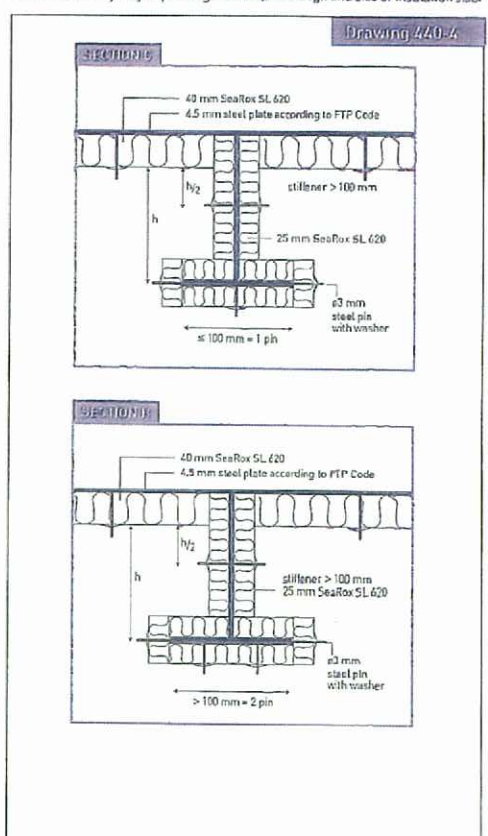 Drawing 440-4
SECTION C
40 mm SeaRox SL 620
4.5 mm steel plate according to FTP Code
h/2
stiffener > 100 mm
h
25 mm SeaRox SL 620
ø3 mm
steel pin
with washer
≤ 100 mm = 1 pin
40 mm SeaRox SL 620
4.5 mm steel plate according to FTP Code
h/2
h
stiffener > 100 mm
25 mm SeaRox SL 620
ø3 mm
steel pin
with washer
> 100 mm = 2 pin